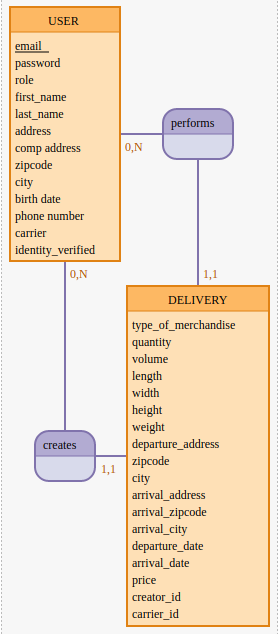 USER
email
password
role
first_name
last_name
address
comp address
zipcode
city
birth date
phone number
carrier
identity_verified
performs
0,N
0,N
1,1
DELIVERY
type_of_merchandise
quantity
volume
length
width
height
weight
departure_address
zipcode
city
arrival_address
arrival_zipcode
arrival_city
departure_date
arrival_date
price
creator_id
carrier_id
creates
1,1